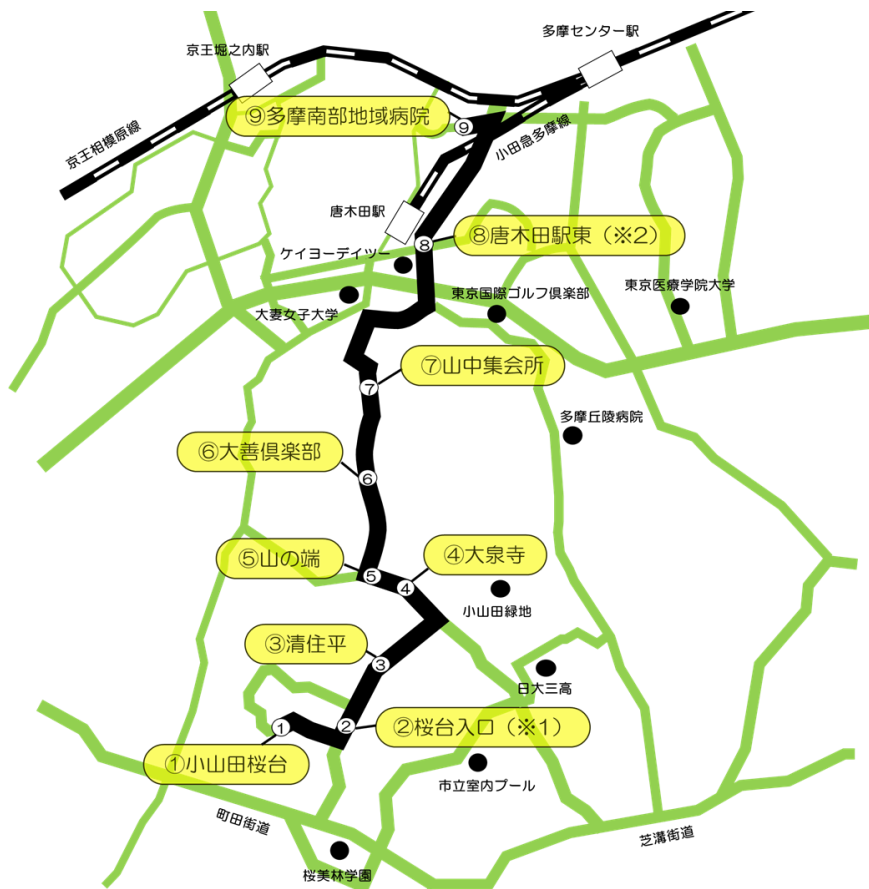 多摩センター駅
京王堀之内駅
⑨多摩南部地域病院
9
京王相模原線
小田急多摩線
唐木田駅
8
⑧唐木田駅東（※2）
ケイヨーデイツー
大妻女子大学
東京国際ゴルフ倶楽部
東京医療学院大学
7
⑦山中集会所
多摩丘陵病院
⑥大善倶楽部
6
⑤山の端
5
④大泉寺
4
小山田緑地
③清住平
3
日大三高
1
2
②桜台入口（※1）
①小山田桜台
市立室内プール
町田街道
芝溝街道
桜美林学園